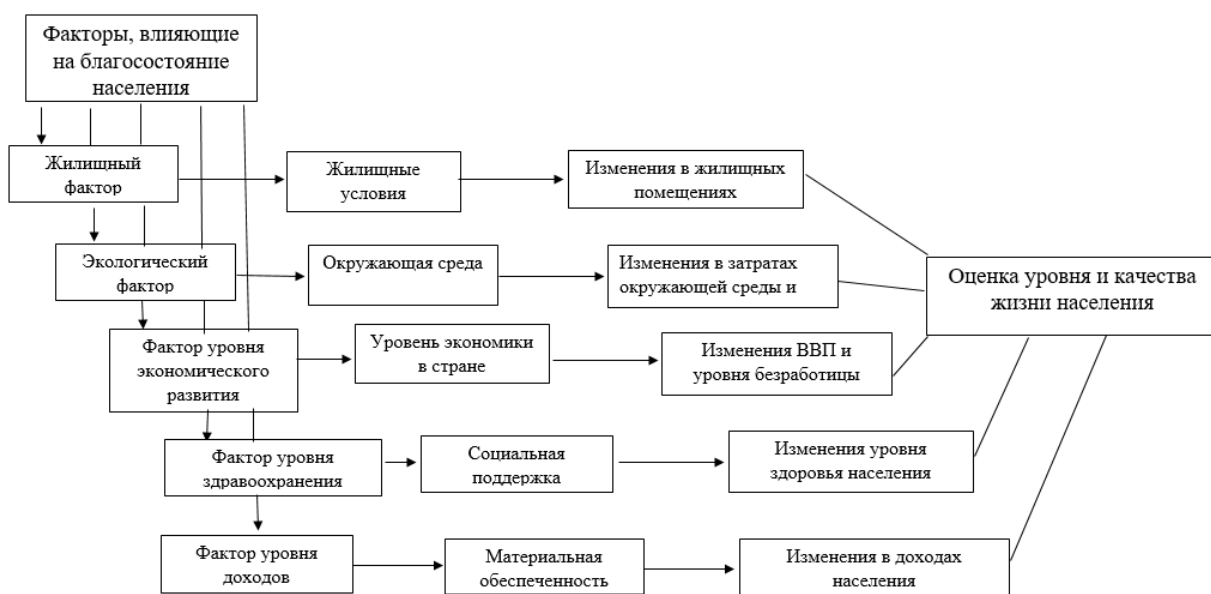 Факторы, влияющие
на благосостояние
населения
Жилищный
фактор
Жилищные
условия
Изменения в жилищных
помещениях
Экологический
фактор
Окружающая среда
Изменения в затратах
окружающей среды и
Оценка уровня и качества
жизни населения
Фактор уровня
экономического
развития
Уровень экономики
в стране
Изменения ВВП и
уровня безработицы
Фактор уровня
здравоохранения
Социальная
поддержка
Изменения уровня
здоровья населения
Фактор уровня
доходов
Материальная
обеспеченность
Изменения в доходах
населения